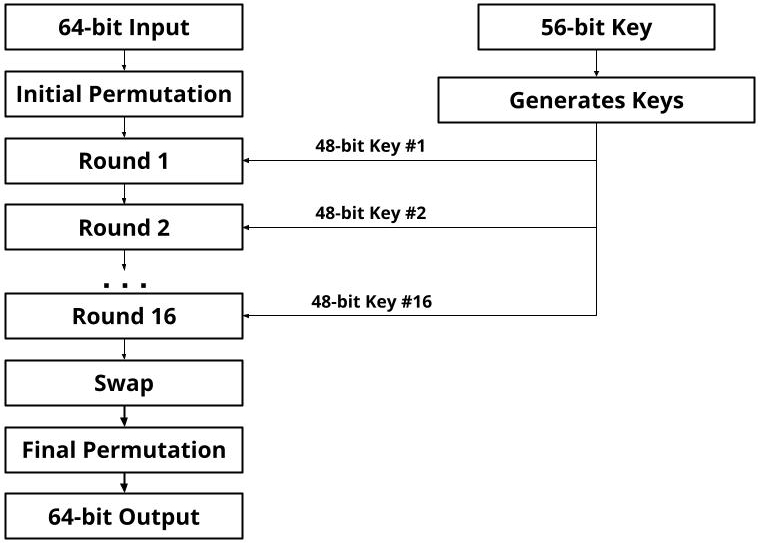 64-bit Input
56-bit Key
Initial Permutation
Generates Keys
48-bit Key #1
Round 1
48-bit Key #2
Round 2
. . .
48-bit Key #16
Round 16
Swap
Final Permutation
64-bit Output